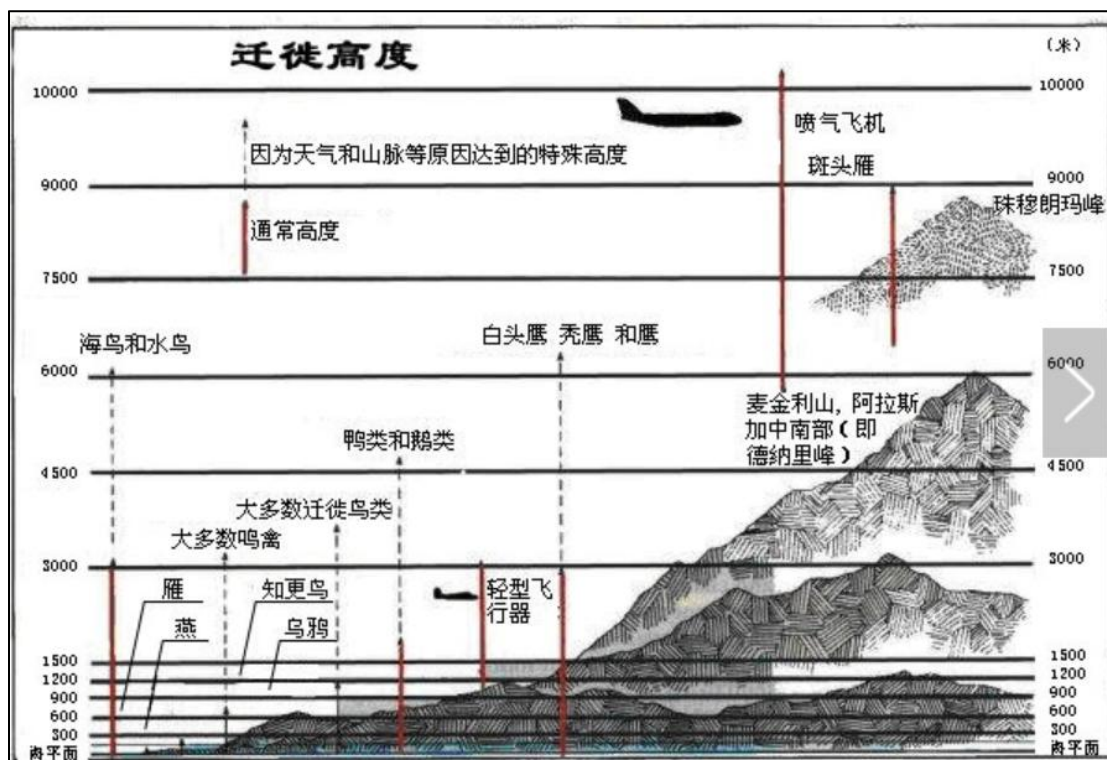 迁徙高度
(米)
10000
10000
喷气飞机
因为天气和山脉等原因达到的特殊高度
斑头雁
9000
9000
珠穆朗玛峰
通常高度
7500
7500
海鸟和水鸟
白头鹰 秃鹰 和鹰
6000
6000
麦金利山, 阿拉斯
加中南部 ( 即
德纳里峰 )
鸭类和鹅类
4500
4500
大多数迁徙鸟类
大多数鸣禽
3000
3000
雁
知更鸟
轻型飞
行器
燕
乌鸦
1500
1500
1200
1200
900
900
600
600
300
300
海平面
海平面